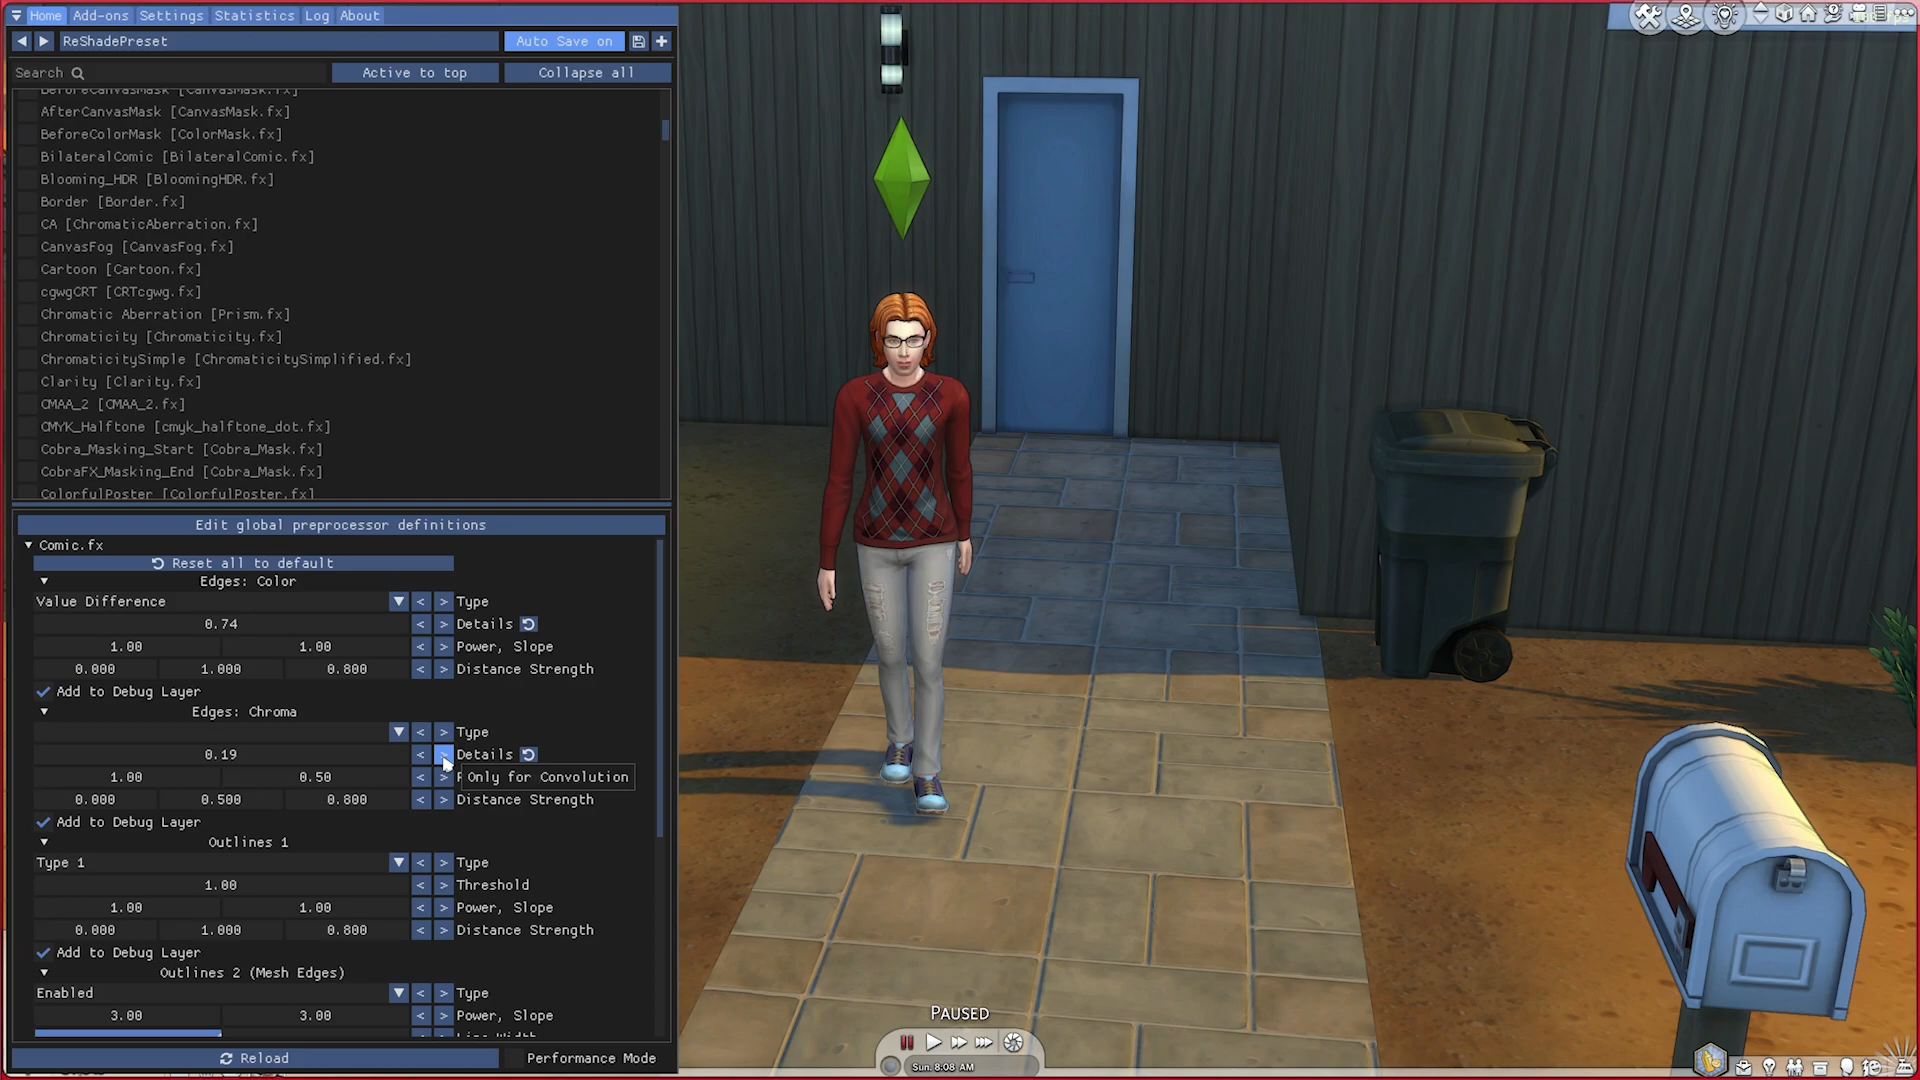 Home Add-ons Settings Statistics Log About
ReShadePreset Auto Save on
Search Active to top Collapse all
BeforeCanvasMask [CanvasMask.fx]
AfterCanvasMask [CanvasMask.fx]
BeforeColorMask [ColorMask.fx]
BilateralComic [BilateralComic.fx]
Blooming_HDR [BloomingHDR.fx]
Border [Border.fx]
CA [ChromaticAberration.fx]
CanvasFog [CanvasFog.fx]
Cartoon [Cartoon.fx]
cgwgCRT [CRTcgwg.fx]
Chromatic Aberration [Prism.fx]
Chromaticity [Chromaticity.fx]
ChromaticitySimple [ChromaticitySimplified.fx]
Clarity [Clarity.fx]
CMAA_2 [CMAA_2.fx]
CMYK_Halftone [cmyk_halftone_dot.fx]
Cobra_Masking_Start [Cobra_Mask.fx]
CobraFX_Masking_End [Cobra_Mask.fx]
ColorfulPoster [ColorfulPoster.fx]
Edit global preprocessor definitions
Comic.fx
Reset all to default
Edges: Color
Value Difference < > Type
0.74 < > Details
1.00 1.00 < > Power, Slope
0.000 1.000 0.800 < > Distance Strength
Add to Debug Layer
Edges: Chroma
< > Type
0.19 < > Details
1.00 0.50 < > Only for Convolution
0.000 0.500 0.800 < > Distance Strength
Add to Debug Layer
Outlines 1
Type 1 < > Type
1.00 < > Threshold
1.00 1.00 < > Power, Slope
0.000 1.000 0.800 < > Distance Strength
Add to Debug Layer
Outlines 2 (Mesh Edges)
Enabled < > Type
3.00 3.00 < > Power, Slope
Line Width
Reload Performance Mode
PAUSED
Sun. 8:08 AM